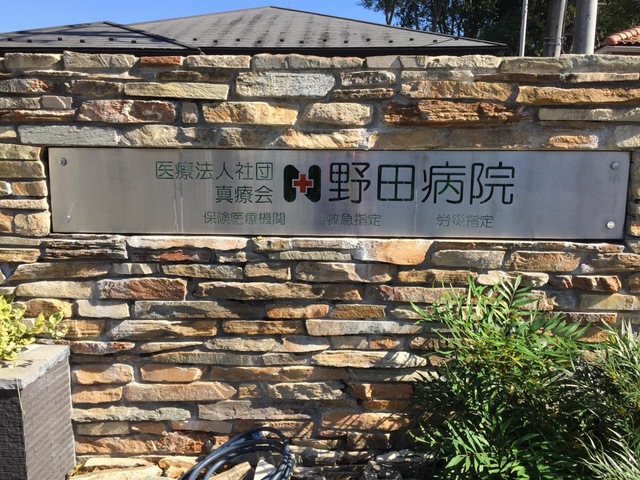 医療法人社団
真療会
野田病院
保険医療機関 救急指定 労災指定